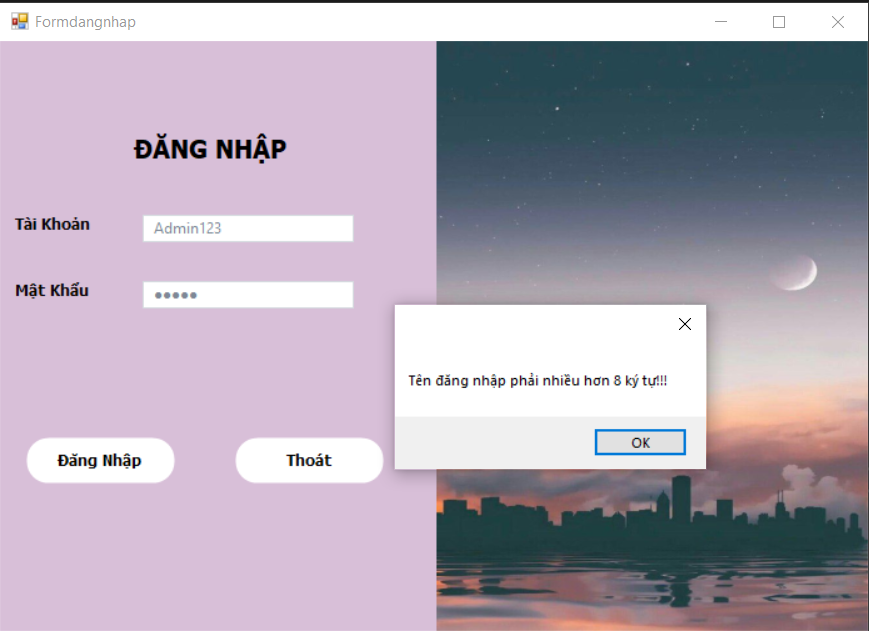 Formdangnhap
ĐĂNG NHẬP
Tài Khoản
Admin123
Mật Khẩu
Tên đăng nhập phải nhiều hơn 8 ký tự!!!
OK
Đăng Nhập
Thoát